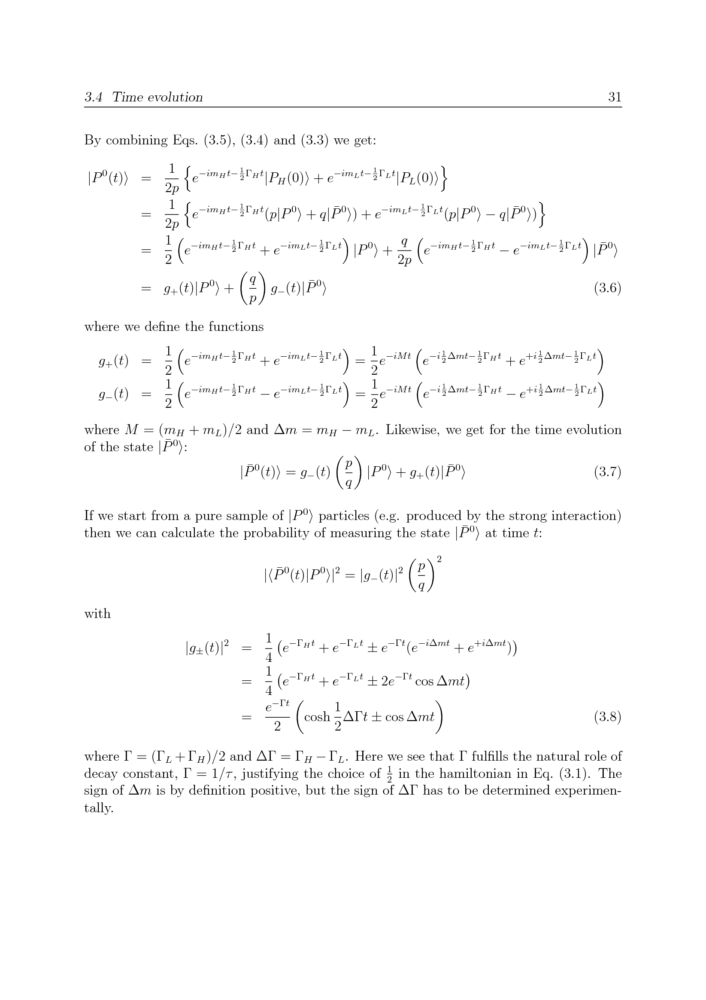 3.4 Time evolution 31
By combining Eqs. (3.5), (3.4) and (3.3) we get:
$|P^0(t)\rangle = \frac{1}{2p}\left\{e^{-im_Ht-\frac{1}{2}\Gamma_Ht}|P_H(0)\rangle + e^{-im_Lt-\frac{1}{2}\Gamma_Lt}|P_L(0)\rangle\right\}$
$= \frac{1}{2p}\left\{e^{-im_Ht-\frac{1}{2}\Gamma_Ht}(p|P^0\rangle + q|\bar{P}^0\rangle) + e^{-im_Lt-\frac{1}{2}\Gamma_Lt}(p|P^0\rangle - q|\bar{P}^0\rangle)\right\}$
$= \frac{1}{2}\left(e^{-im_Ht-\frac{1}{2}\Gamma_Ht} + e^{-im_Lt-\frac{1}{2}\Gamma_Lt}\right)|P^0\rangle + \frac{q}{2p}\left(e^{-im_Ht-\frac{1}{2}\Gamma_Ht} - e^{-im_Lt-\frac{1}{2}\Gamma_Lt}\right)|\bar{P}^0\rangle$
$= g_+(t)|P^0\rangle + \left(\frac{q}{p}\right)g_-(t)|\bar{P}^0\rangle$ (3.6)
where we define the functions
$g_+(t) = \frac{1}{2}\left(e^{-im_Ht-\frac{1}{2}\Gamma_Ht} + e^{-im_Lt-\frac{1}{2}\Gamma_Lt}\right) = \frac{1}{2}e^{-iMt}\left(e^{-i\frac{1}{2}\Delta mt-\frac{1}{2}\Gamma_Ht} + e^{+i\frac{1}{2}\Delta mt-\frac{1}{2}\Gamma_Lt}\right)$
$g_-(t) = \frac{1}{2}\left(e^{-im_Ht-\frac{1}{2}\Gamma_Ht} - e^{-im_Lt-\frac{1}{2}\Gamma_Lt}\right) = \frac{1}{2}e^{-iMt}\left(e^{-i\frac{1}{2}\Delta mt-\frac{1}{2}\Gamma_Ht} - e^{+i\frac{1}{2}\Delta mt-\frac{1}{2}\Gamma_Lt}\right)$
where $M = (m_H + m_L)/2$ and $\Delta m = m_H - m_L$. Likewise, we get for the time evolution
of the state $|\bar{P}^0\rangle$:
$|\bar{P}^0(t)\rangle = g_-(t)\left(\frac{p}{q}\right)|P^0\rangle + g_+(t)|\bar{P}^0\rangle$ (3.7)
If we start from a pure sample of $|P^0\rangle$ particles (e.g. produced by the strong interaction)
then we can calculate the probability of measuring the state $|\bar{P}^0\rangle$ at time $t$:
$|\langle\bar{P}^0(t)|P^0\rangle|^2 = |g_-(t)|^2\left(\frac{p}{q}\right)^2$
with
$|g_\pm(t)|^2 = \frac{1}{4}\left(e^{-\Gamma_Ht} + e^{-\Gamma_Lt} \pm e^{-\Gamma t}(e^{-i\Delta mt} + e^{+i\Delta mt})\right)$
$= \frac{1}{4}\left(e^{-\Gamma_Ht} + e^{-\Gamma_Lt} \pm 2e^{-\Gamma t}\cos\Delta mt\right)$
$= \frac{e^{-\Gamma t}}{2}\left(\cosh\frac{1}{2}\Delta\Gamma t \pm \cos\Delta mt\right)$ (3.8)
where $\Gamma = (\Gamma_L + \Gamma_H)/2$ and $\Delta\Gamma = \Gamma_H - \Gamma_L$. Here we see that $\Gamma$ fulfills the natural role of
decay constant, $\Gamma = 1/\tau$, justifying the choice of $\frac{1}{2}$ in the hamiltonian in Eq. (3.1). The
sign of $\Delta m$ is by definition positive, but the sign of $\Delta\Gamma$ has to be determined experimen-
tally.